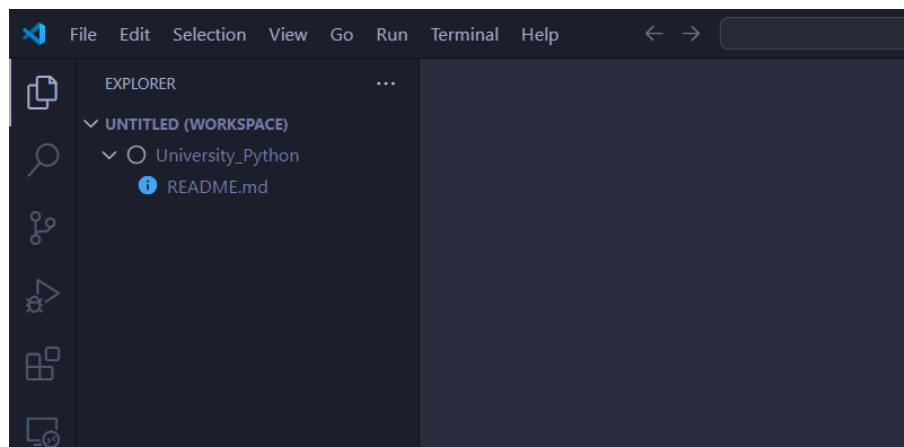 File Edit Selection View Go Run Terminal Help
EXPLORER
UNTITLED (WORKSPACE)
University_Python
README.md